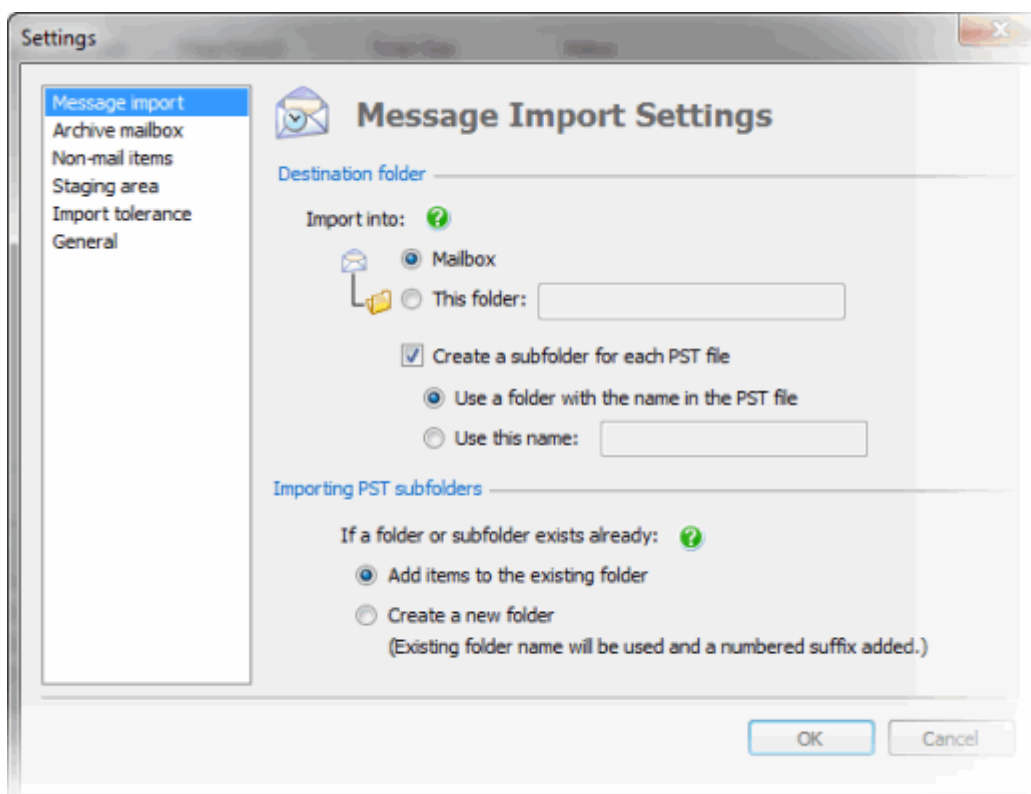 Settings
Message import
Archive mailbox
Non-mail items
Staging area
Import tolerance
General
Message Import Settings
Destination folder
Import into: ?
Mailbox
This folder:
Create a subfolder for each PST file
Use a folder with the name in the PST file
Use this name:
Importing PST subfolders
If a folder or subfolder exists already: ?
Add items to the existing folder
Create a new folder
(Existing folder name will be used and a numbered suffix added.)
OK Cancel